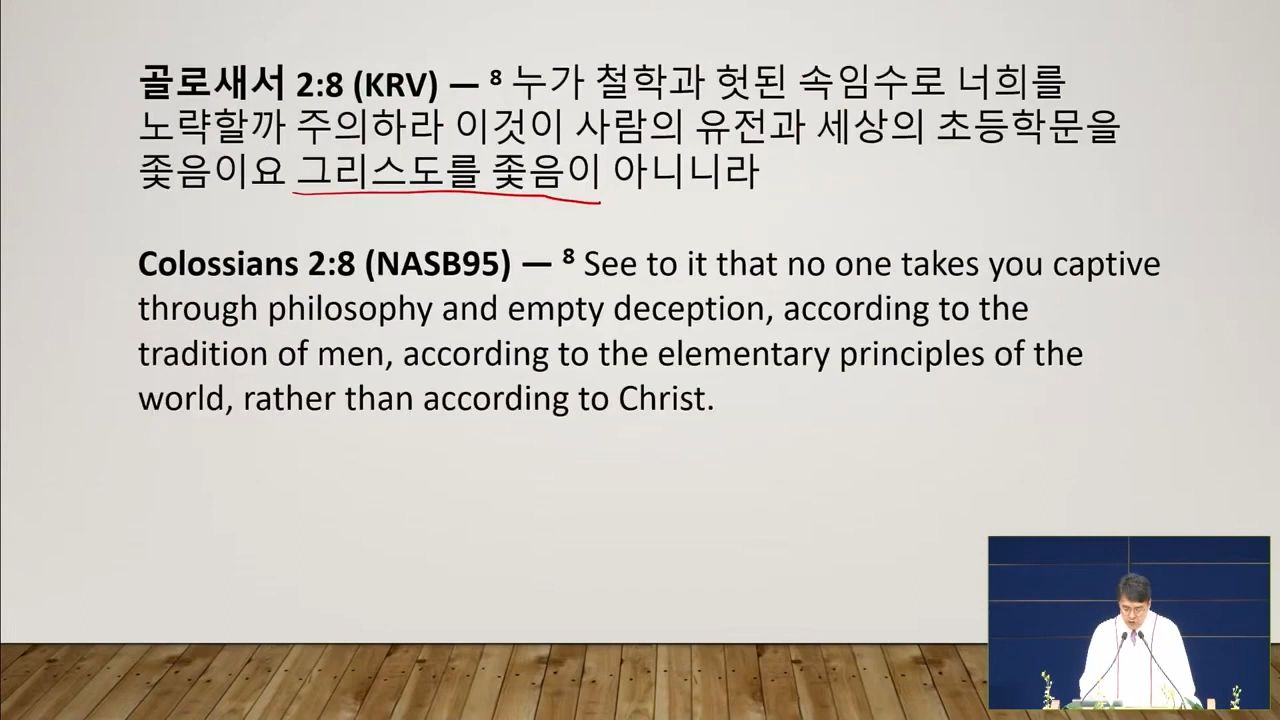 골로새서 2:8 (KRV) — ⁸ 누가 철학과 헛된 속임수로 너희를
노략할까 주의하라 이것이 사람의 유전과 세상의 초등학문을
좇음이요 그리스도를 좇음이 아니니라
Colossians 2:8 (NASB95) — ⁸ See to it that no one takes you captive
through philosophy and empty deception, according to the
tradition of men, according to the elementary principles of the
world, rather than according to Christ.